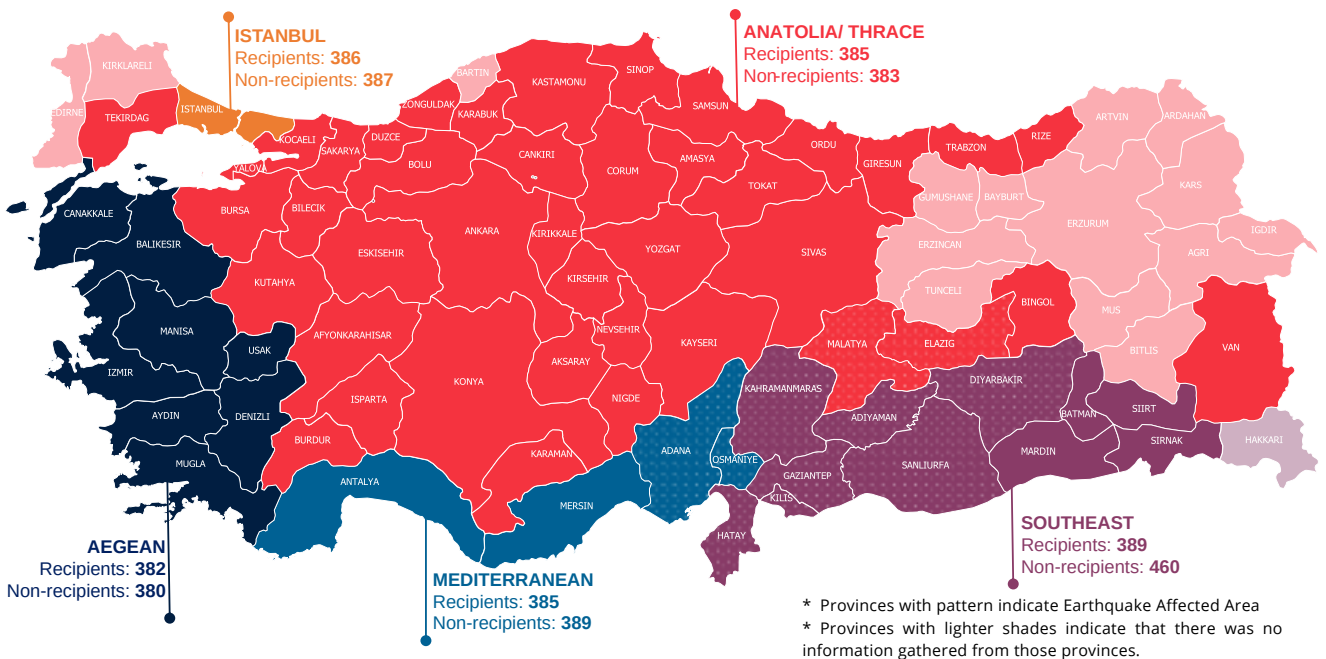 ISTANBUL
Recipients: 386
Non-recipients: 387
ANATOLIA/ THRACE
Recipients: 385
Non-recipients: 383
KIRKLARELI
EDIRNE
TEKIRDAG
ISTANBUL
KOCAELI
YALOVA
SAKARYA
DUZCE
ZONGULDAK
BARTIN
KARABUK
KASTAMONU
SINOP
SAMSUN
BOLU
CANKIRI
CORUM
AMASYA
ORDU
TOKAT
GIRESUN
TRABZON
RIZE
ARTVIN
ARDAHAN
KARS
GUMUSHANE
BAYBURT
ERZURUM
IGDIR
AGRI
ERZINCAN
TUNCELI
BINGOL
MUS
BITLIS
VAN
HAKKARI
CANAKKALE
BALIKESIR
BURSA
BILECIK
ESKISEHIR
ANKARA
KIRIKKALE
YOZGAT
SIVAS
KUTAHYA
KIRSEHIR
MANISA
USAK
AFYONKARAHISAR
NEVSEHIR
KAYSERI
MALATYA
ELAZIG
IZMIR
AKSARAY
KONYA
NIGDE
KAHRAMANMARAS
DIYARBAKIR
AYDIN
DENIZLI
ISPARTA
BURDUR
ADIYAMAN
BATMAN
SIIRT
SIRNAK
MUGLA
ANTALYA
KARAMAN
MERSIN
ADANA
OSMANIYE
GAZIANTEP
KILIS
SANLIURFA
MARDIN
HATAY
AEGEAN
Recipients: 382
Non-recipients: 380
MEDITERRANEAN
Recipients: 385
Non-recipients: 389
SOUTHEAST
Recipients: 389
Non-recipients: 460
* Provinces with pattern indicate Earthquake Affected Area
* Provinces with lighter shades indicate that there was no
information gathered from those provinces.